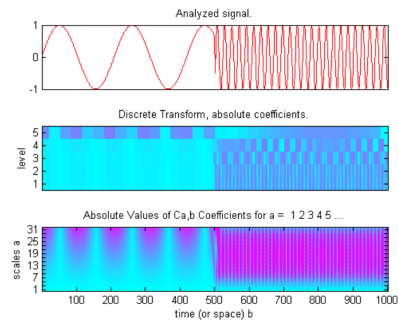 Analyzed signal.
1
0
-1
Discrete Transform, absolute coefficients.
level
5
4
3
2
1
Absolute Values of Ca,b Coefficients for a = 1 2 3 4 5 ...
scales a
31
25
19
13
7
1
100 200 300 400 500 600 700 800 900 1000
time (or space) b